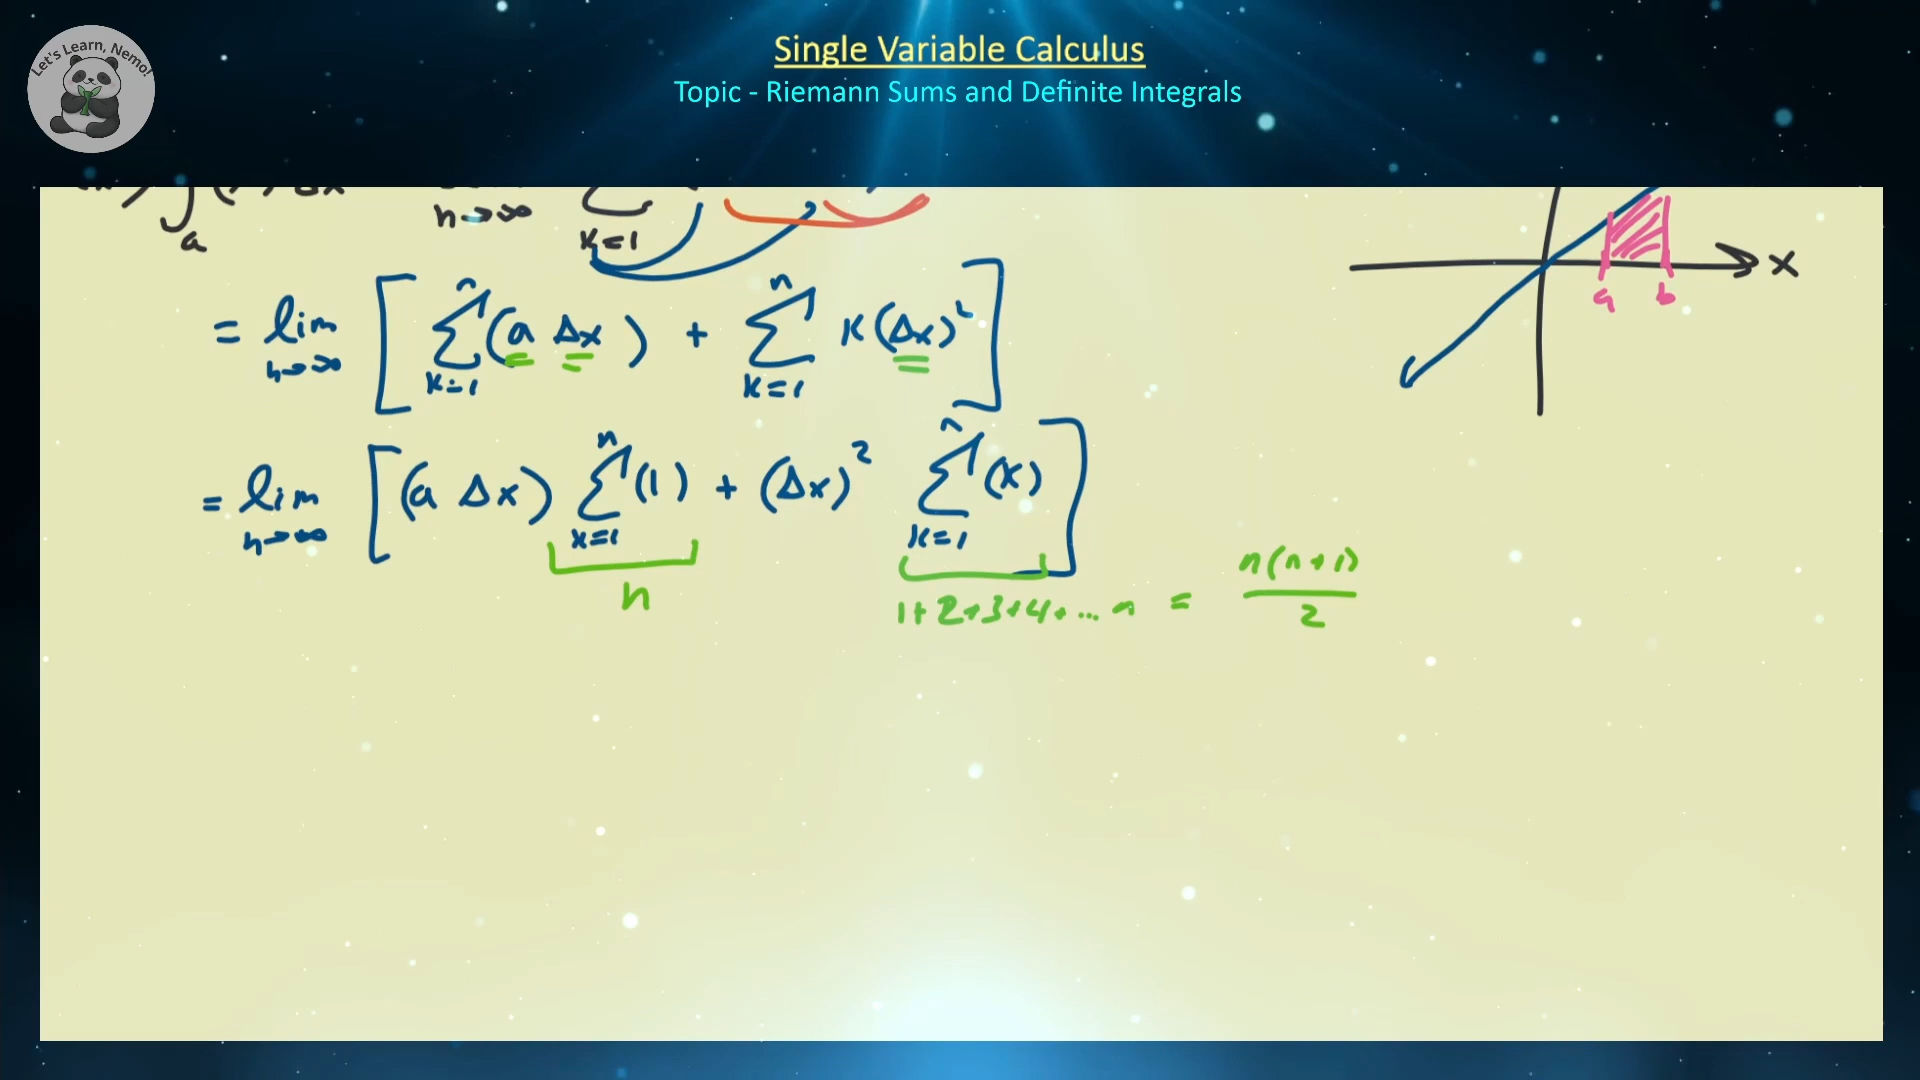 Let's Learn, Nemo!
Single Variable Calculus
Topic - Riemann Sums and Definite Integrals
a
n→∞
K=1
x
a b
= lim n→∞ [ ∑ n K=1 (a Δx) + ∑ n K=1 K(Δx)² ]
= lim n→∞ [ (a Δx) ∑ n K=1 (1) + (Δx)² ∑ n K=1 (K) ]
n
1+2+3+4+...n = n(n+1)/2